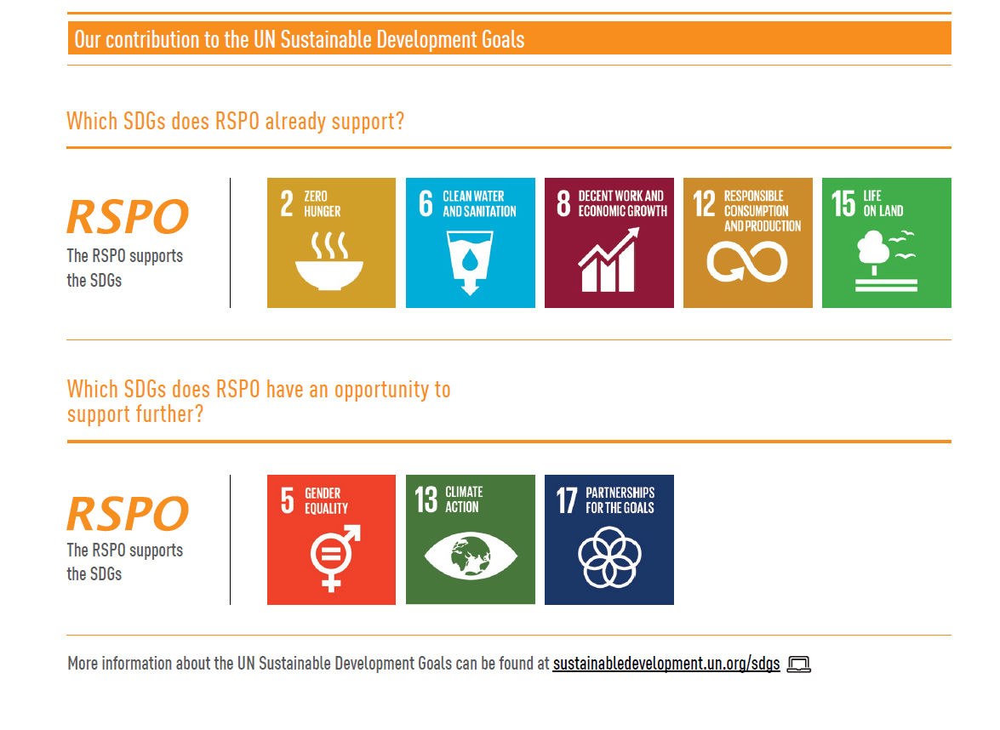 Our contribution to the UN Sustainable Development Goals
Which SDGs does RSPO already support?
RSPO
The RSPO supports
the SDGs
2 ZERO
HUNGER
6 CLEAN WATER
AND SANITATION
8 DECENT WORK AND
ECONOMIC GROWTH
12 RESPONSIBLE
CONSUMPTION
AND PRODUCTION
15 LIFE
ON LAND
Which SDGs does RSPO have an opportunity to
support further?
RSPO
The RSPO supports
the SDGs
5 GENDER
EQUALITY
13 CLIMATE
ACTION
17 PARTNERSHIPS
FOR THE GOALS
More information about the UN Sustainable Development Goals can be found at sustainabledevelopment.un.org/sdgs